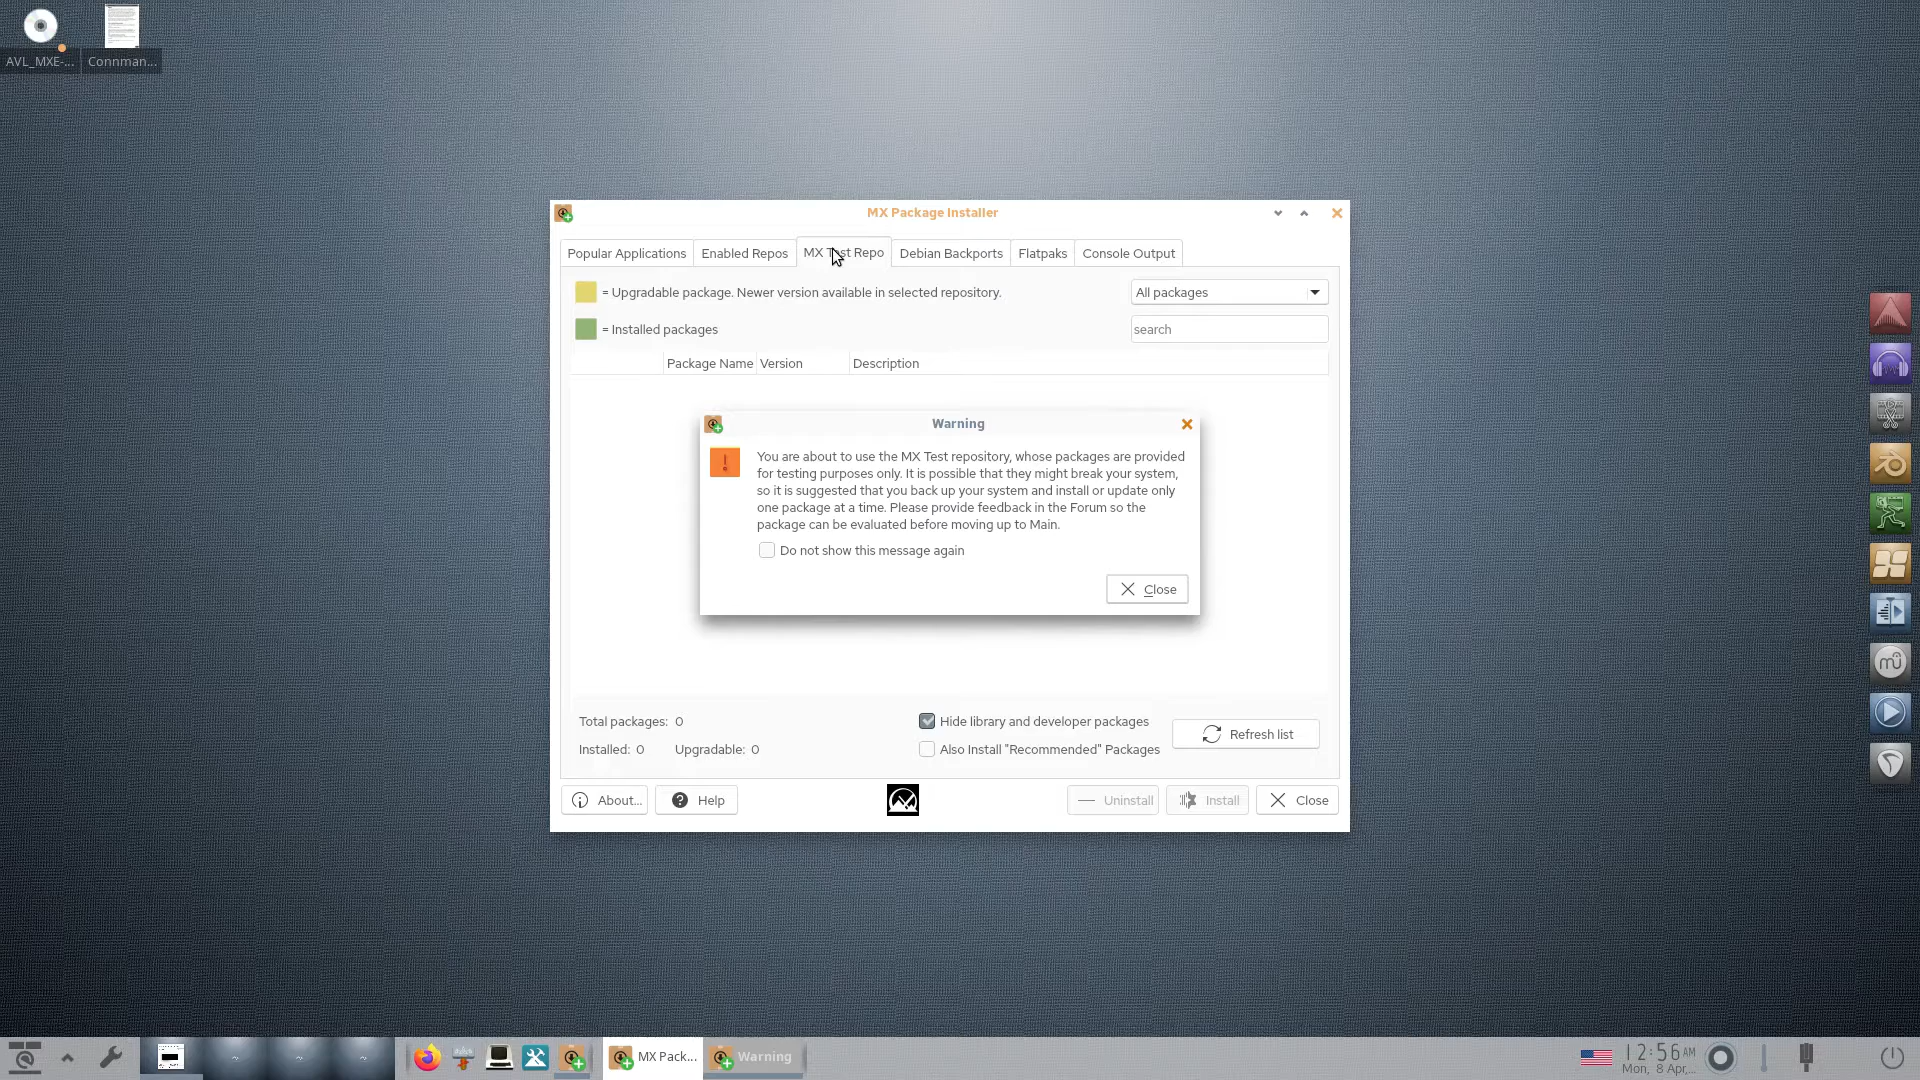 AVL_MXE-...
Connman...
MX Package Installer
Popular Applications
Enabled Repos
MX Test Repo
Debian Backports
Flatpaks
Console Output
= Upgradable package. Newer version available in selected repository.
All packages
= Installed packages
search
Package Name
Version
Description
Warning
You are about to use the MX Test repository, whose packages are provided
for testing purposes only. It is possible that they might break your system,
so it is suggested that you back up your system and install or update only
one package at a time. Please provide feedback in the Forum so the
package can be evaluated before moving up to Main.
Do not show this message again
Close
Total packages: 0
Hide library and developer packages
Refresh list
Installed: 0
Upgradable: 0
Also Install "Recommended" Packages
About...
Help
Uninstall
Install
Close
MX Pack...
Warning
12:56 AM
Mon, 8 Apr,...